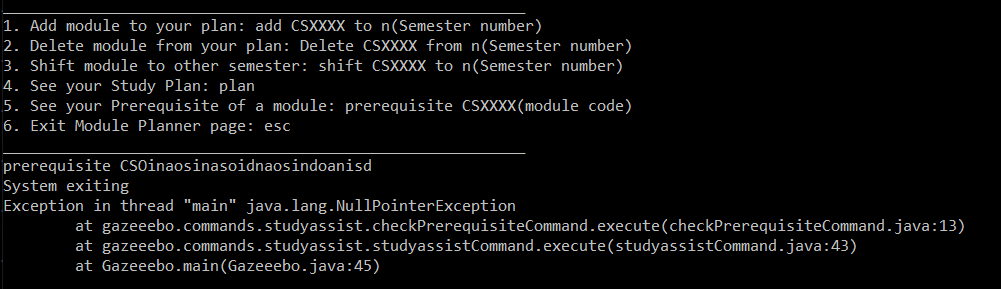 1. Add module to your plan: add CSXXXX to n(Semester number)
2. Delete module from your plan: Delete CSXXXX from n(Semester number)
3. Shift module to other semester: shift CSXXXX to n(Semester number)
4. See your Study Plan: plan
5. See your Prerequisite of a module: prerequisite CSXXXX(module code)
6. Exit Module Planner page: esc
prerequisite CSOinaosinasoidnaosindoanisd
System exiting
Exception in thread "main" java.lang.NullPointerException
at gazeeebo.commands.studyassist.checkPrerequisiteCommand.execute(checkPrerequisiteCommand.java:13)
at gazeeebo.commands.studyassist.studyassistCommand.execute(studyassistCommand.java:43)
at Gazeeebo.main(Gazeeebo.java:45)